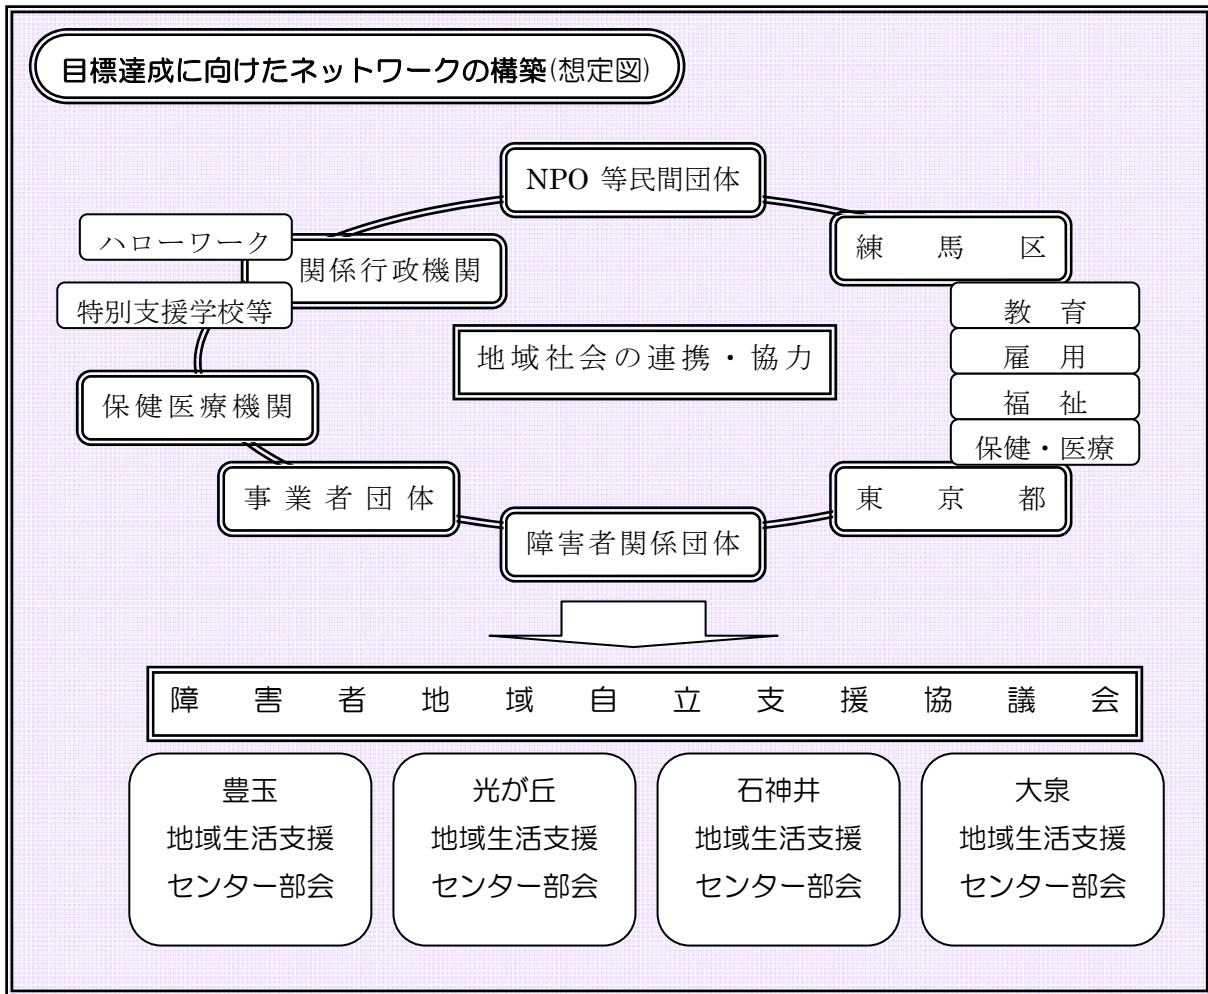 目標達成に向けたネットワークの構築(想定図)
NPO 等民間団体
ハローワーク
関係行政機関
特別支援学校等
練馬区
教育
雇用
福祉
保健・医療
地域社会の連携・協力
保健医療機関
事業者団体
障害者関係団体
東京都
障害者地域自立支援協議会
豊玉
地域生活支援
センター部会
光が丘
地域生活支援
センター部会
石神井
地域生活支援
センター部会
大泉
地域生活支援
センター部会